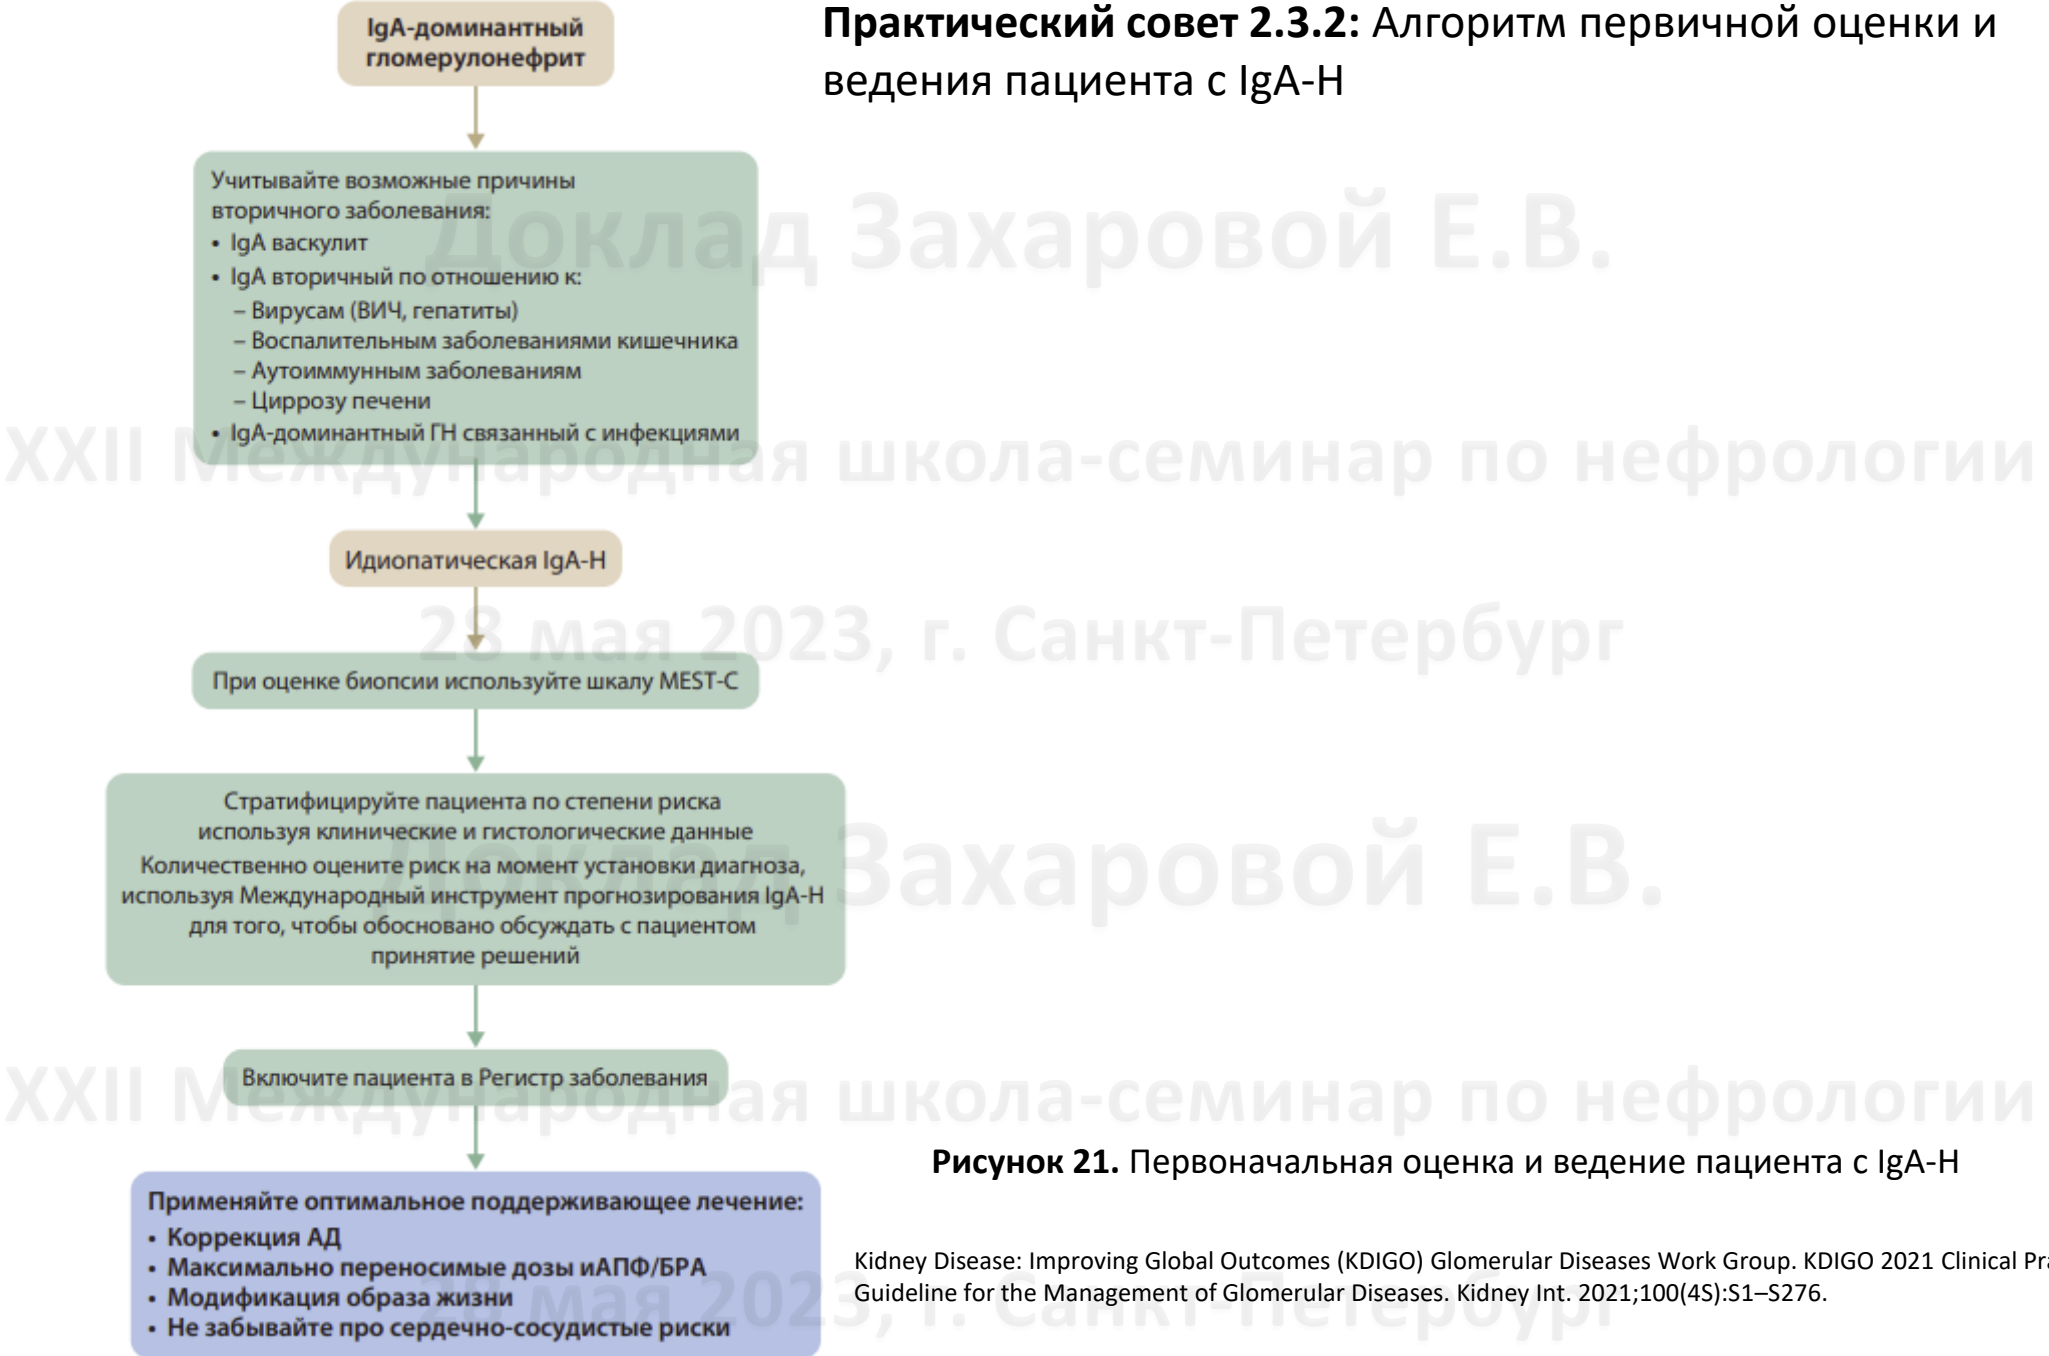 Практический совет 2.3.2: Алгоритм первичной оценки и
ведения пациента с IgA-Н
IgA-доминантный
гломерулонефрит
Учитывайте возможные причины
вторичного заболевания:
• IgA васкулит
• IgA вторичный по отношению к:
– Вирусам (ВИЧ, гепатиты)
– Воспалительным заболеваниями кишечника
– Аутоиммунным заболеваниям
– Циррозу печени
• IgA-доминантный ГН связанный с инфекциями
Идиопатическая IgA-Н
При оценке биопсии используйте шкалу MEST-C
Стратифицируйте пациента по степени риска
используя клинические и гистологические данные
Количественно оцените риск на момент установки диагноза,
используя Международный инструмент прогнозирования IgA-Н
для того, чтобы обосновано обсуждать с пациентом
принятие решений
Включите пациента в Регистр заболевания
Применяйте оптимальное поддерживающее лечение:
• Коррекция АД
• Максимально переносимые дозы иАПФ/БРА
• Модификация образа жизни
• Не забывайте про сердечно-сосудистые риски
Рисунок 21. Первоначальная оценка и ведение пациента с IgA-Н
Kidney Disease: Improving Global Outcomes (KDIGO) Glomerular Diseases Work Group. KDIGO 2021 Clinical Pra
Guideline for the Management of Glomerular Diseases. Kidney Int. 2021;100(4S):S1–S276.
Доклад Захаровой Е.В.
XXII Международная школа-семинар по нефрологии
28 мая 2023, г. Санкт-Петербург
Доклад Захаровой Е.В.
XXII Международная школа-семинар по нефрологии
28 мая 2023, г. Санкт-Петербург